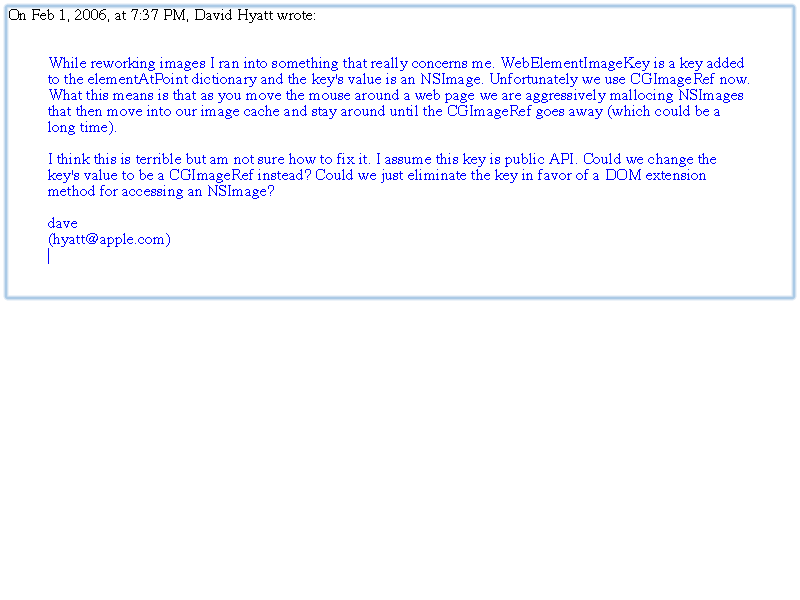 On Feb 1, 2006, at 7:37 PM, David Hyatt wrote:
While reworking images I ran into something that really concerns me. WebElementImageKey is a key added
to the elementAtPoint dictionary and the key's value is an NSImage. Unfortunately we use CGImageRef now.
What this means is that as you move the mouse around a web page we are aggressively mallocing NSImages
that then move into our image cache and stay around until the CGImageRef goes away (which could be a
long time).
I think this is terrible but am not sure how to fix it. I assume this key is public API. Could we change the
key's value to be a CGImageRef instead? Could we just eliminate the key in favor of a DOM extension
method for accessing an NSImage?
dave
(hyatt@apple.com)